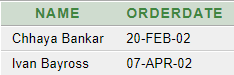 NAME ORDERDATE
Chhaya Bankar 20-FEB-02
Ivan Bayross 07-APR-02